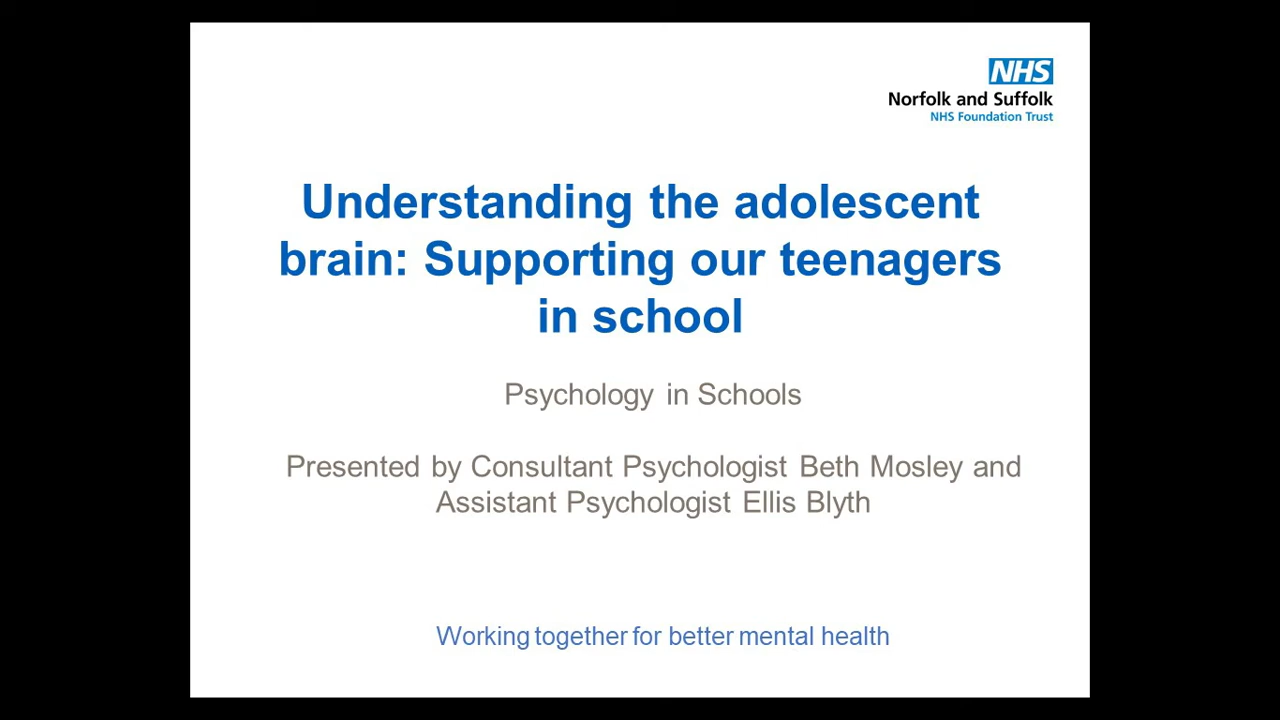 NHS
Norfolk and Suffolk
NHS Foundation Trust
Understanding the adolescent
brain: Supporting our teenagers
in school
Psychology in Schools
Presented by Consultant Psychologist Beth Mosley and
Assistant Psychologist Ellis Blyth
Working together for better mental health